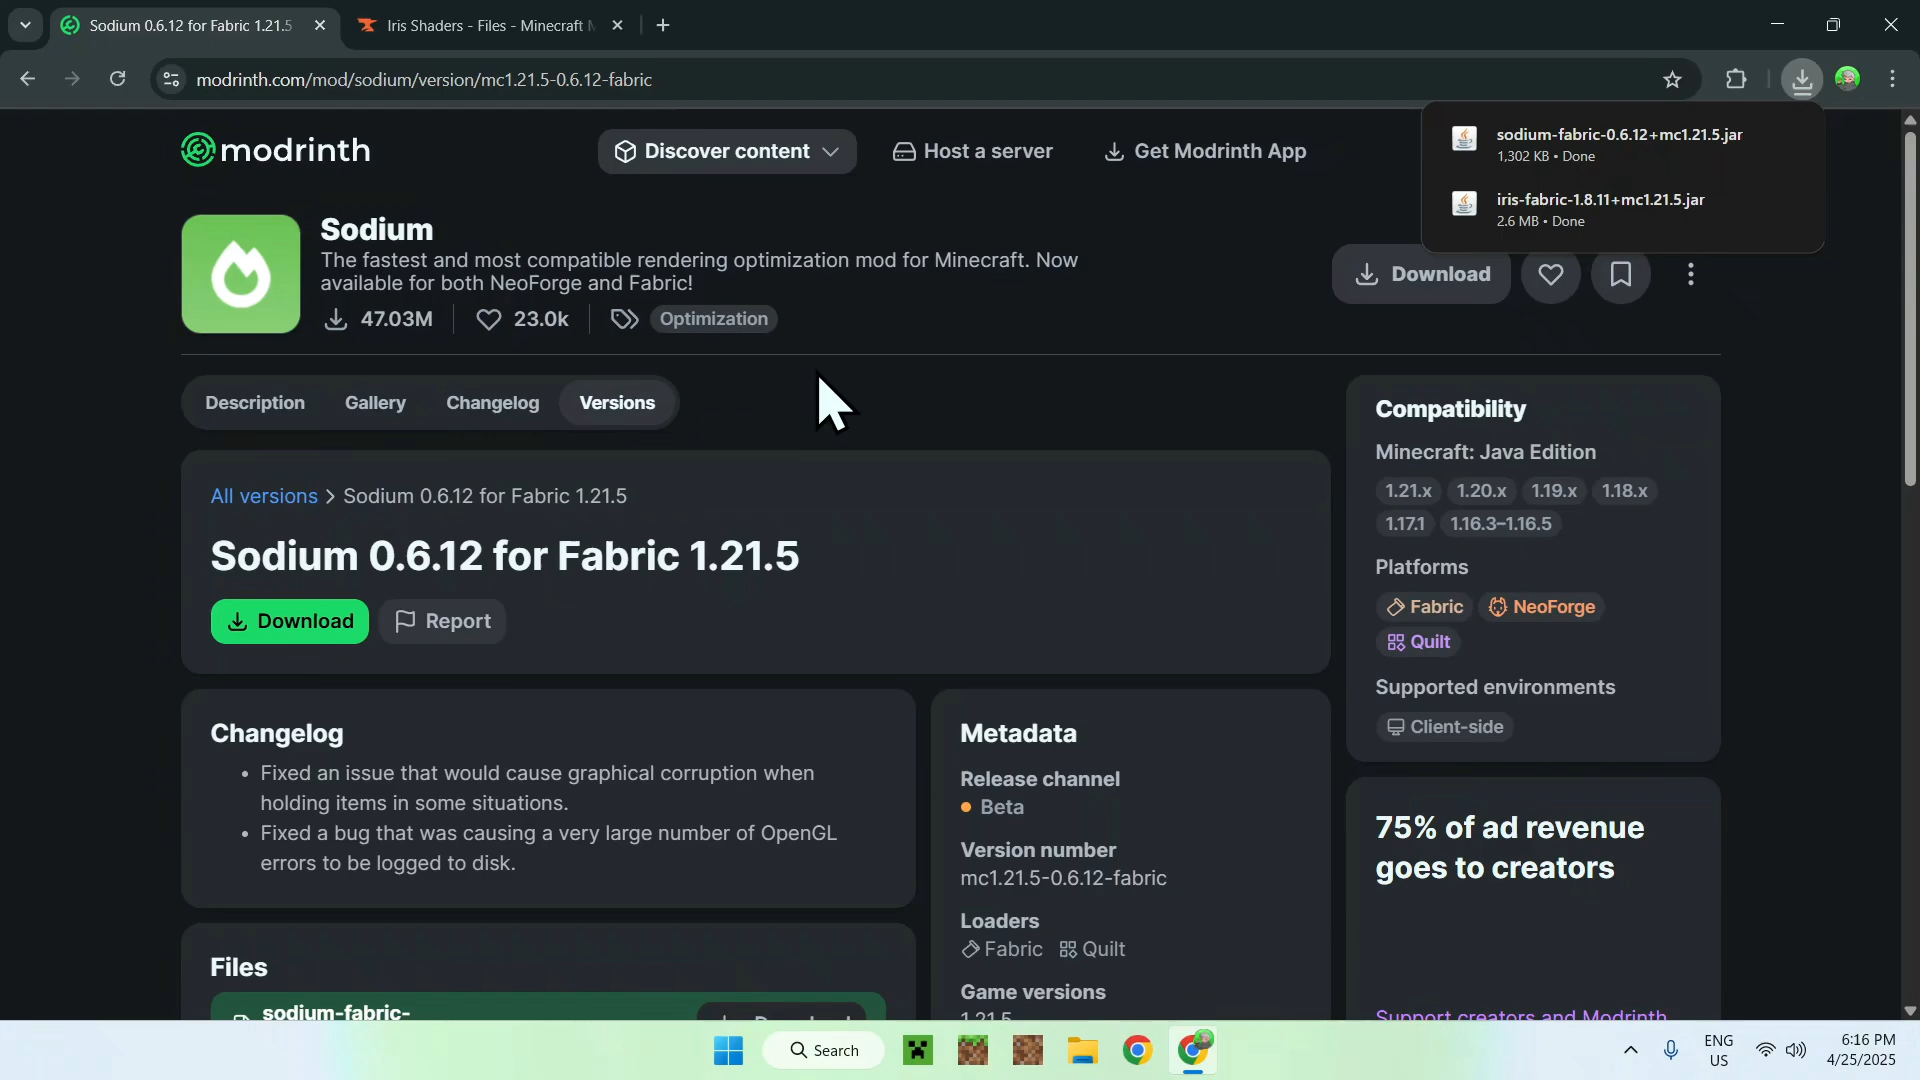 Sodium 0.6.12 for Fabric 1.21.5
Iris Shaders - Files - Minecraft
modrinth.com/mod/sodium/version/mc1.21.5-0.6.12-fabric
sodium-fabric-0.6.12+mc1.21.5.jar
1,302 KB • Done
iris-fabric-1.8.11+mc1.21.5.jar
2.6 MB • Done
modrinth
Discover content
Host a server
Get Modrinth App
Sodium
The fastest and most compatible rendering optimization mod for Minecraft. Now
available for both NeoForge and Fabric!
47.03M
23.0k
Optimization
Download
Description
Gallery
Changelog
Versions
All versions > Sodium 0.6.12 for Fabric 1.21.5
Sodium 0.6.12 for Fabric 1.21.5
Download
Report
Changelog
• Fixed an issue that would cause graphical corruption when
holding items in some situations.
• Fixed a bug that was causing a very large number of OpenGL
errors to be logged to disk.
Files
sodium-fabric-
Download
Metadata
Release channel
Beta
Version number
mc1.21.5-0.6.12-fabric
Loaders
Fabric
Quilt
Game versions
1.21.5
Compatibility
Minecraft: Java Edition
1.21.x
1.20.x
1.19.x
1.18.x
1.17.1
1.16.3–1.16.5
Platforms
Fabric
NeoForge
Quilt
Supported environments
Client-side
75% of ad revenue
goes to creators
Support creators and Modrinth
Search
ENG
US
6:16 PM
4/25/2025